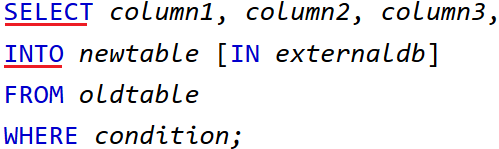 SELECT column1, column2, column3,
INTO newtable [IN externaldb]
FROM oldtable
WHERE condition;